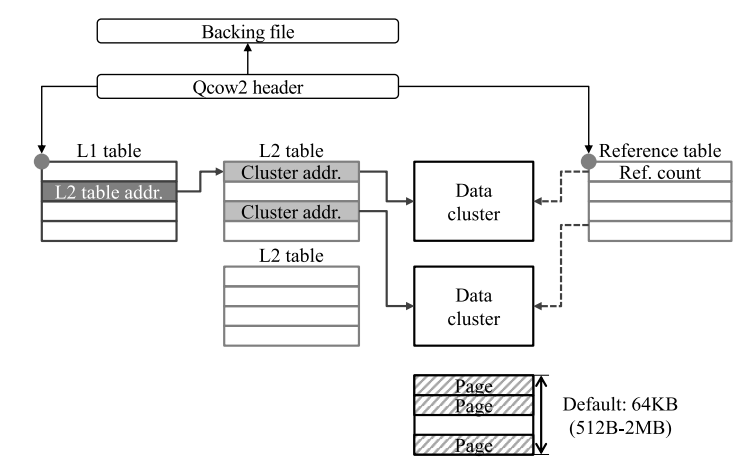 Backing file
Qcow2 header
L1 table
L2 table
Reference table
L2 table addr.
Cluster addr.
Cluster addr.
Data
cluster
Ref. count
L2 table
Data
cluster
Page
Page
Page
Default: 64KB
(512B-2MB)